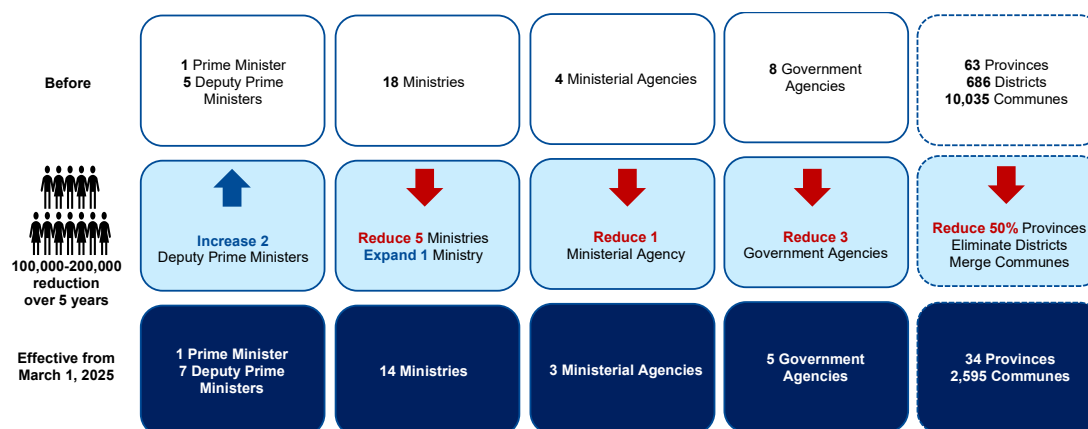 Before
1 Prime Minister
5 Deputy Prime
Ministers
18 Ministries
4 Ministerial Agencies
8 Government
Agencies
63 Provinces
686 Districts
10,035 Communes
100,000-200,000
reduction
over 5 years
Increase 2
Deputy Prime Ministers
Reduce 5 Ministries
Expand 1 Ministry
Reduce 1
Ministerial Agency
Reduce 3
Government Agencies
Reduce 50% Provinces
Eliminate Districts
Merge Communes
Effective from
March 1, 2025
1 Prime Minister
7 Deputy Prime
Ministers
14 Ministries
3 Ministerial Agencies
5 Government
Agencies
34 Provinces
2,595 Communes